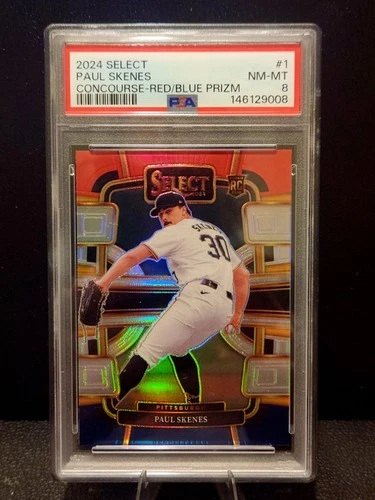 2024 SELECT #1
PAUL SKENES NM-MT
CONCOURSE-RED/BLUE PRIZM 8
PSA 146129008
SELECT
RC
30
PITTSBURGH
PAUL SKENES